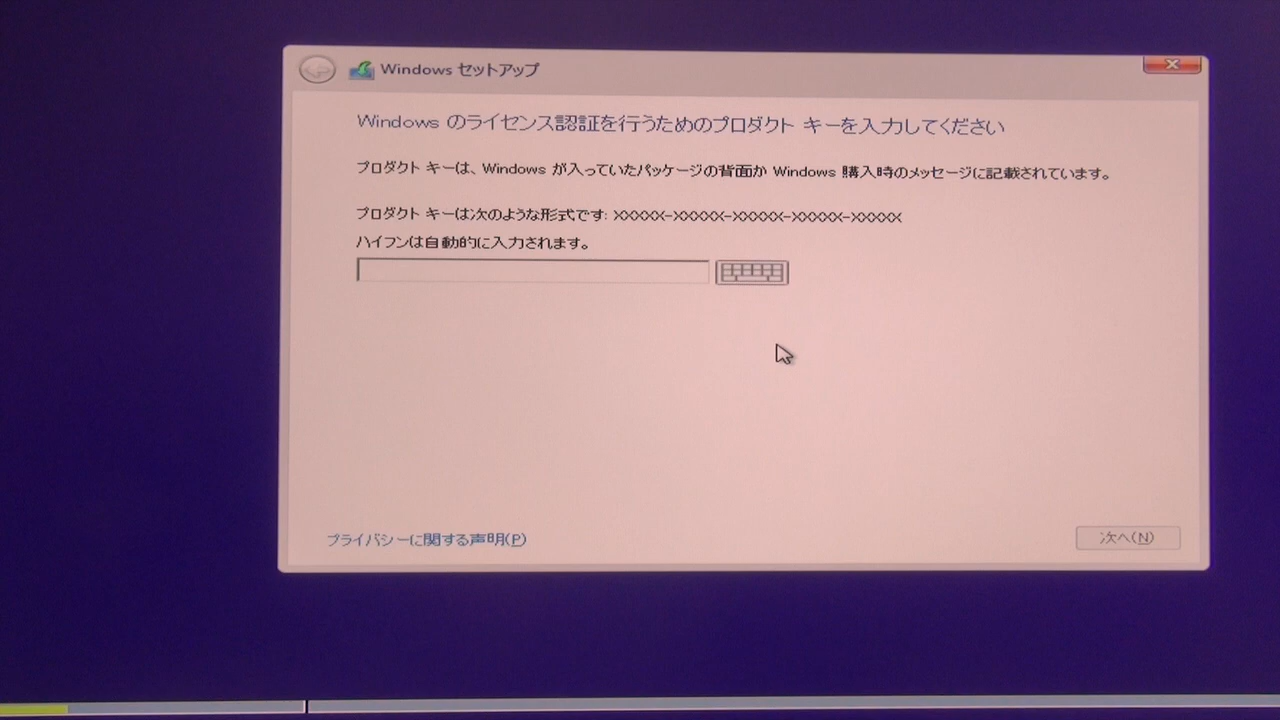 Windows セットアップ
Windows のライセンス認証を行うためのプロダクト キーを入力してください
プロダクト キーは、Windows が入っていたパッケージの背面か Windows 購入時のメッセージに記載されています。
プロダクト キーは次のような形式です: XXXXX-XXXXX-XXXXX-XXXXX-XXXXX
ハイフンは自動的に入力されます。
プライバシーに関する声明(P)
次へ(N)